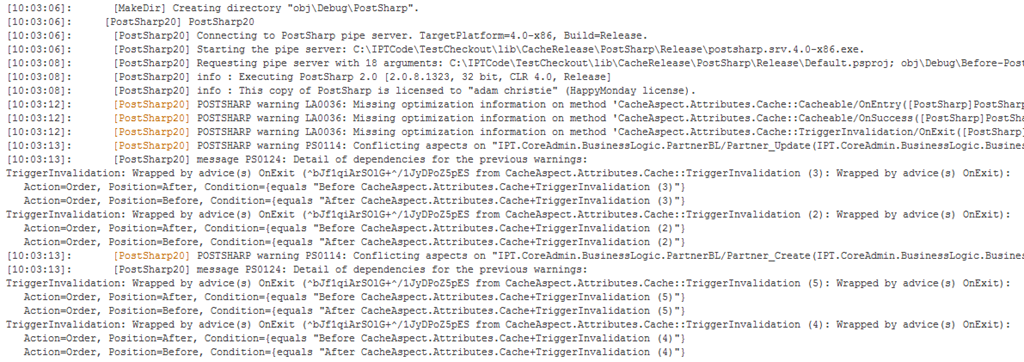 [10:03:06]: [MakeDir] Creating directory "obj\Debug\PostSharp".
[10:03:06]: [PostSharp20] PostSharp20
[10:03:06]: [PostSharp20] Connecting to PostSharp pipe server. TargetPlatform=4.0-x86, Build=Release.
[10:03:06]: [PostSharp20] Starting the pipe server: C:\IPTCode\TestCheckout\lib\CacheRelease\PostSharp\Release\postsharp.srv.4.0-x86.exe.
[10:03:08]: [PostSharp20] Requesting pipe server with 18 arguments: C:\IPTCode\TestCheckout\lib\CacheRelease\PostSharp\Release\Default.psproj; obj\Debug\Before-Post
[10:03:08]: [PostSharp20] info : Executing PostSharp 2.0 [2.0.8.1323, 32 bit, CLR 4.0, Release]
[10:03:08]: [PostSharp20] info : This copy of PostSharp is licensed to "adam christie" (HappyMonday license).
[10:03:12]: [PostSharp20] POSTSHARP warning LA0036: Missing optimization information on method 'CacheAspect.Attributes.Cache::Cacheable/OnEntry([PostSharp]PostSharp
[10:03:12]: [PostSharp20] POSTSHARP warning LA0036: Missing optimization information on method 'CacheAspect.Attributes.Cache::Cacheable/OnSuccess([PostSharp]PostSha
[10:03:12]: [PostSharp20] POSTSHARP warning LA0036: Missing optimization information on method 'CacheAspect.Attributes.Cache::TriggerInvalidation/OnExit([PostSharp]
[10:03:13]: [PostSharp20] POSTSHARP warning PS0114: Conflicting aspects on "IPT.CoreAdmin.BusinessLogic.PartnerBL/Partner_Update(IPT.CoreAdmin.BusinessLogic.Busines
[10:03:13]: [PostSharp20] message PS0124: Detail of dependencies for the previous warnings:
TriggerInvalidation: Wrapped by advice(s) OnExit (^bJf1qiArSOlG+^/1JyDPoZ5pES from CacheAspect.Attributes.Cache::TriggerInvalidation (3): Wrapped by advice(s) OnExit):
Action=Order, Position=After, Condition={equals "Before CacheAspect.Attributes.Cache+TriggerInvalidation (3)"}
Action=Order, Position=Before, Condition={equals "After CacheAspect.Attributes.Cache+TriggerInvalidation (3)"}
TriggerInvalidation: Wrapped by advice(s) OnExit (^bJf1qiArSOlG+^/1JyDPoZ5pES from CacheAspect.Attributes.Cache::TriggerInvalidation (2): Wrapped by advice(s) OnExit):
Action=Order, Position=After, Condition={equals "Before CacheAspect.Attributes.Cache+TriggerInvalidation (2)"}
Action=Order, Position=Before, Condition={equals "After CacheAspect.Attributes.Cache+TriggerInvalidation (2)"}
[10:03:13]: [PostSharp20] POSTSHARP warning PS0114: Conflicting aspects on "IPT.CoreAdmin.BusinessLogic.PartnerBL/Partner_Create(IPT.CoreAdmin.BusinessLogic.Busines
[10:03:13]: [PostSharp20] message PS0124: Detail of dependencies for the previous warnings:
TriggerInvalidation: Wrapped by advice(s) OnExit (^bJf1qiArSOlG+^/1JyDPoZ5pES from CacheAspect.Attributes.Cache::TriggerInvalidation (5): Wrapped by advice(s) OnExit):
Action=Order, Position=After, Condition={equals "Before CacheAspect.Attributes.Cache+TriggerInvalidation (5)"}
Action=Order, Position=Before, Condition={equals "After CacheAspect.Attributes.Cache+TriggerInvalidation (5)"}
TriggerInvalidation: Wrapped by advice(s) OnExit (^bJf1qiArSOlG+^/1JyDPoZ5pES from CacheAspect.Attributes.Cache::TriggerInvalidation (4): Wrapped by advice(s) OnExit):
Action=Order, Position=After, Condition={equals "Before CacheAspect.Attributes.Cache+TriggerInvalidation (4)"}
Action=Order, Position=Before, Condition={equals "After CacheAspect.Attributes.Cache+TriggerInvalidation (4)"}